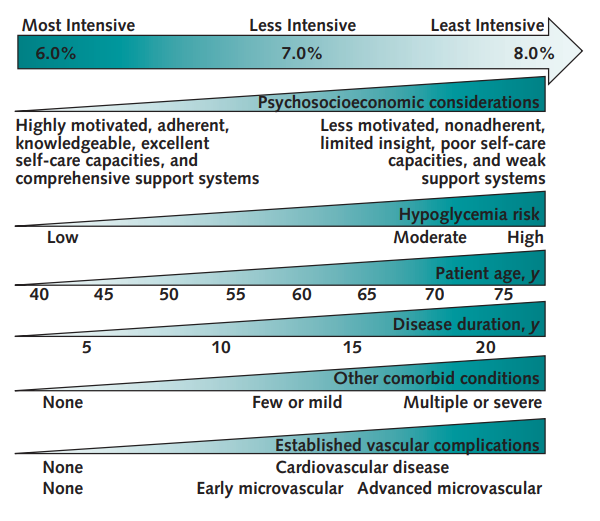 Most Intensive Less Intensive Least Intensive
6.0% 7.0% 8.0%
Psychosocioeconomic considerations
Highly motivated, adherent,
knowledgeable, excellent
self-care capacities, and
comprehensive support systems
Less motivated, nonadherent,
limited insight, poor self-care
capacities, and weak
support systems
Hypoglycemia risk
Low Moderate High
Patient age, y
40 45 50 55 60 65 70 75
Disease duration, y
5 10 15 20
Other comorbid conditions
None Few or mild Multiple or severe
Established vascular complications
None Cardiovascular disease
None Early microvascular Advanced microvascular